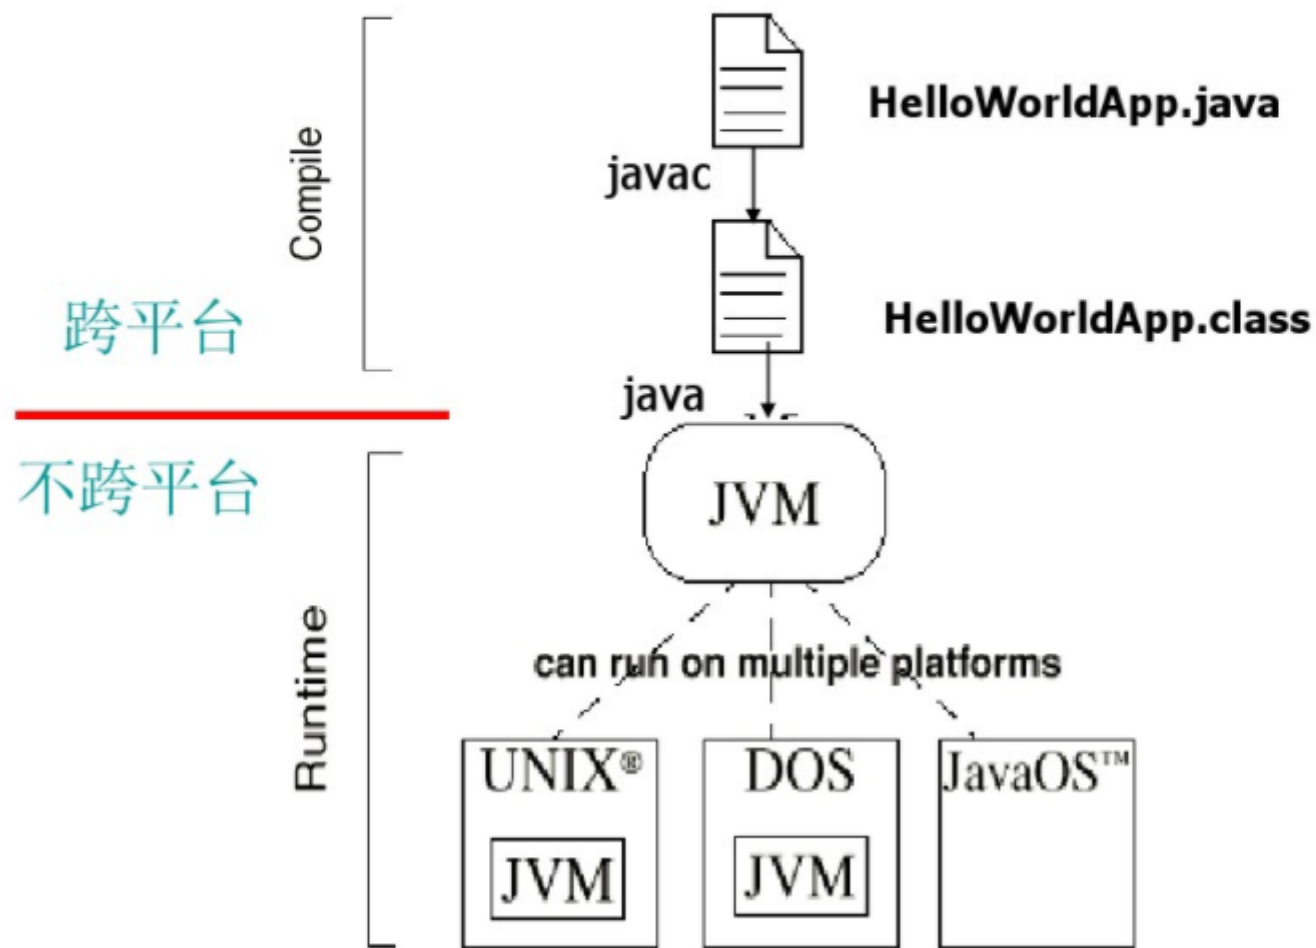 HelloWorldApp.java
Compile
javac
跨平台
HelloWorldApp.class
java
不跨平台
JVM
Runtime
can run on multiple platforms
UNIX®
DOS
JavaOS™
JVM
JVM